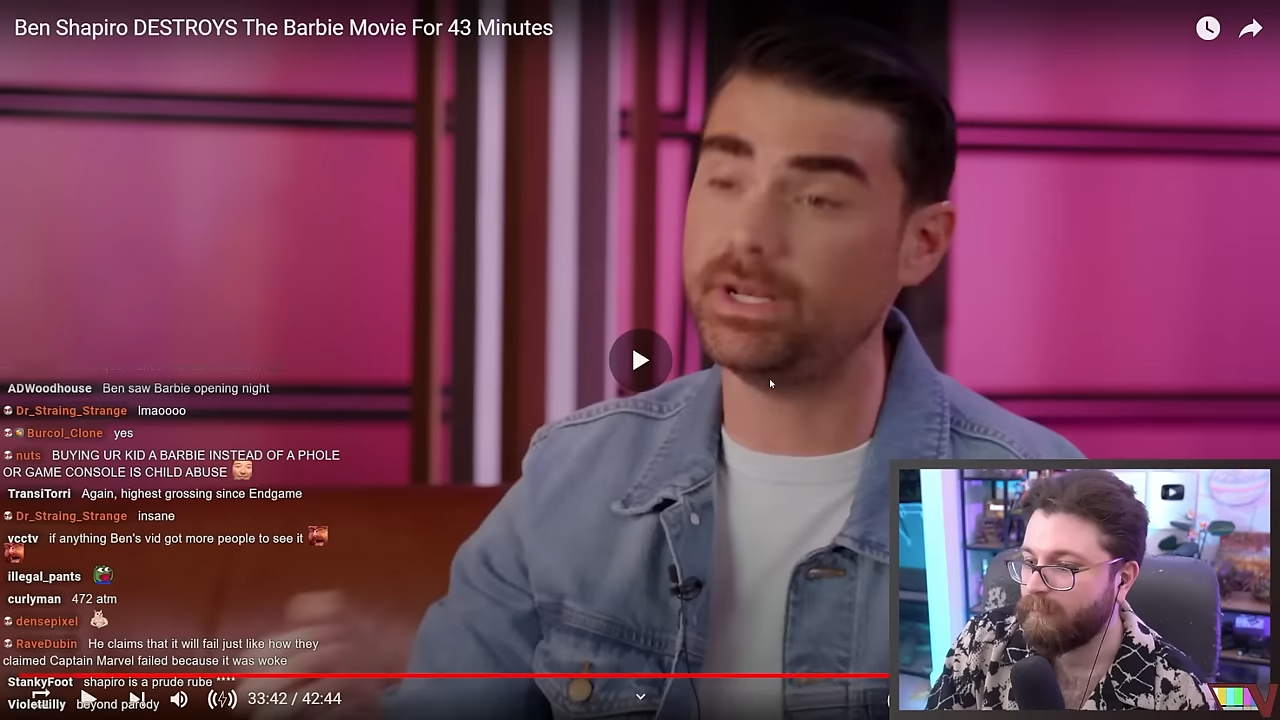 Ben Shapiro DESTROYS The Barbie Movie For 43 Minutes
ADWoodhouse Ben saw Barbie opening night
Dr_Straing_Strange lmaoooo
Burcol_Clone yes
nuts BUYING UR KID A BARBIE INSTEAD OF A PHOLE
OR GAME CONSOLE IS CHILD ABUSE
TransiTorri Again, highest grossing since Endgame
Dr_Straing_Strange insane
vcctv if anything Ben's vid got more people to see it
illegal_pants
curlyman 472 atm
densepixel
RaveDubin He claims that it will fail just like how they
claimed Captain Marvel failed because it was woke
StankyFoot shapiro is a prude rube ****
VioletLilly beyond parody
33:42 / 42:44